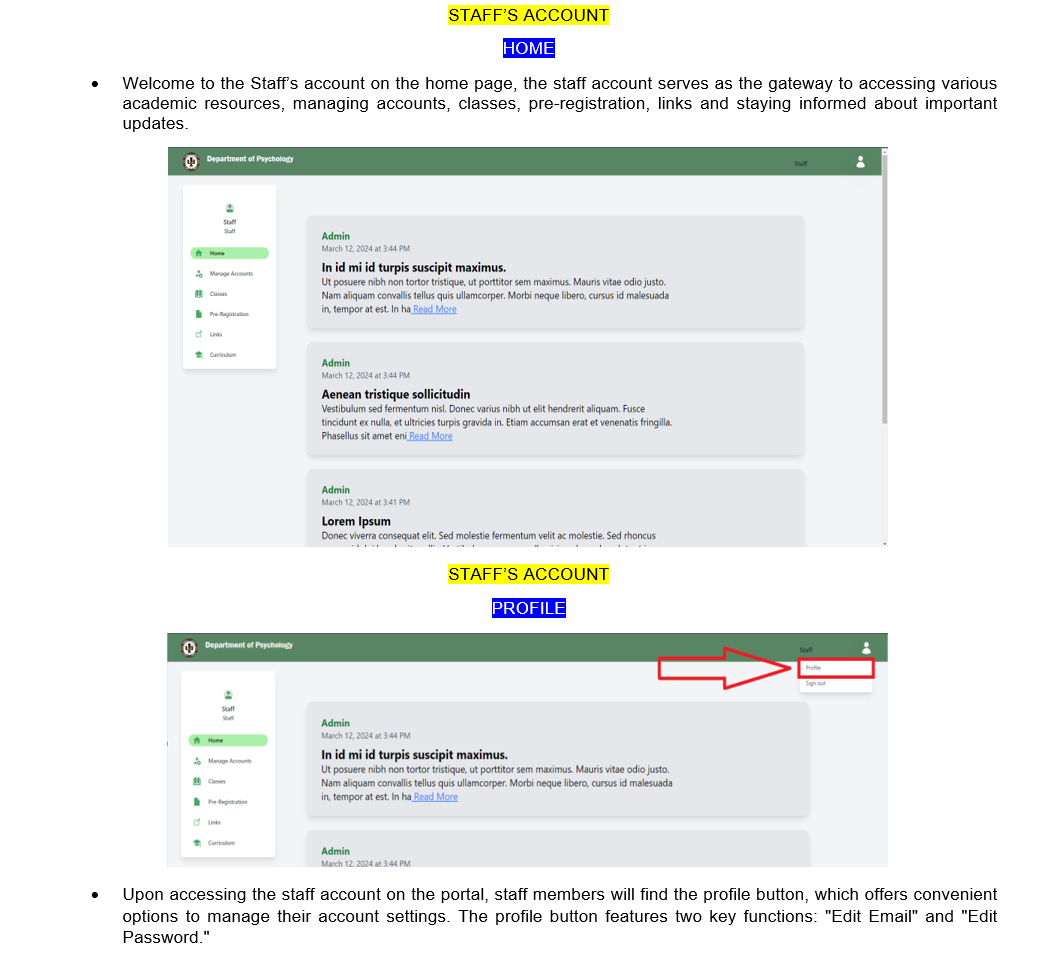 STAFF’S ACCOUNT
HOME
• Welcome to the Staff’s account on the home page, the staff account serves as the gateway to accessing various
academic resources, managing accounts, classes, pre-registration, links and staying informed about important
updates.
Department of Psychology
Staff
Staff
Staff
Home
Manage Accounts
Classes
Pre-Registration
Links
Curriculum
Admin
March 12, 2024 at 3:44 PM
In id mi id turpis suscipit maximus.
Ut posuere nibh non tortor tristique, ut porttitor sem maximus. Mauris vitae odio justo.
Nam aliquam convallis tellus quis ullamcorper. Morbi neque libero, cursus id malesuada
in, tempor at est. In ha Read More
Admin
March 12, 2024 at 3:44 PM
Aenean tristique sollicitudin
Vestibulum sed fermentum nisl. Donec varius nibh ut elit hendrerit aliquam. Fusce
tincidunt ex nulla, et ultricies turpis gravida in. Etiam accumsan erat et venenatis fringilla.
Phasellus sit amet eni Read More
Admin
March 12, 2024 at 3:41 PM
Lorem Ipsum
Donec viverra consequat elit. Sed molestie fermentum velit ac molestie. Sed rhoncus
STAFF’S ACCOUNT
PROFILE
Department of Psychology
Staff
Profile
Sign out
Staff
Staff
Home
Manage Accounts
Classes
Pre-Registration
Links
Curriculum
Admin
March 12, 2024 at 3:44 PM
In id mi id turpis suscipit maximus.
Ut posuere nibh non tortor tristique, ut porttitor sem maximus. Mauris vitae odio justo.
Nam aliquam convallis tellus quis ullamcorper. Morbi neque libero, cursus id malesuada
in, tempor at est. In ha Read More
Admin
March 12, 2024 at 3:44 PM
• Upon accessing the staff account on the portal, staff members will find the profile button, which offers convenient
options to manage their account settings. The profile button features two key functions: "Edit Email" and "Edit
Password."